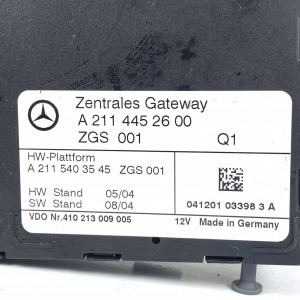 Zentrales Gateway
A 211 445 26 00
ZGS 001 Q1
HW-Plattform
A 211 540 35 45 ZGS 001
HW Stand 05/04
SW Stand 08/04
041201 03398 3 A
VDO Nr. 410 213 009 005 12V Made in Germany